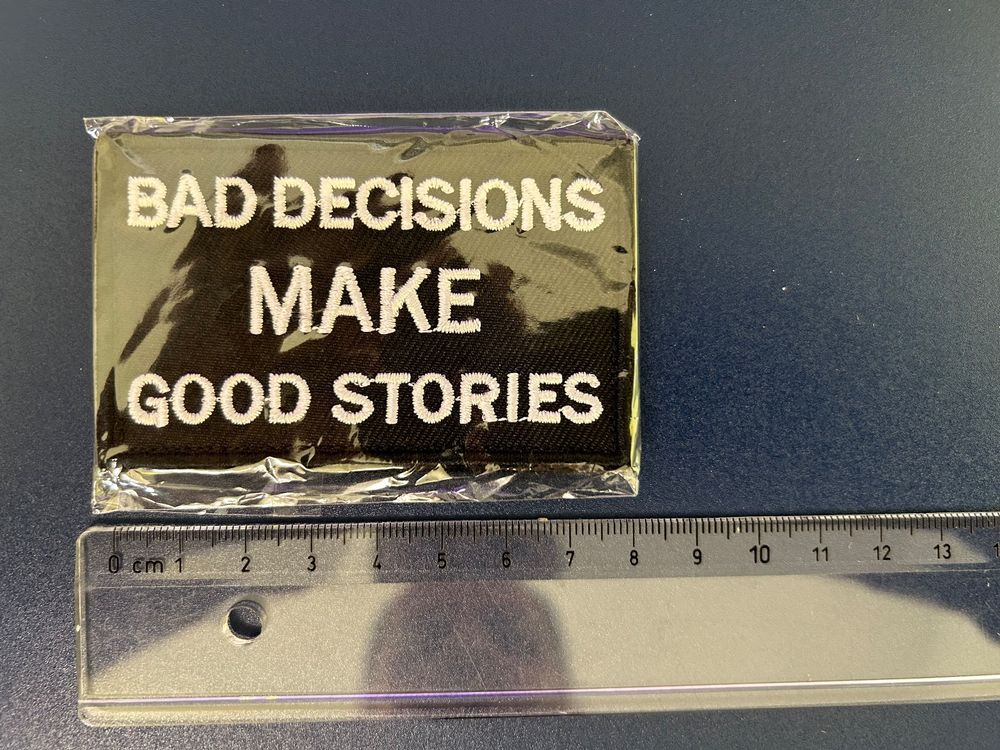 BAD DECISIONS
MAKE
GOOD STORIES
0 cm 1 2 3 4 5 6 7 8 9 10 11 12 13